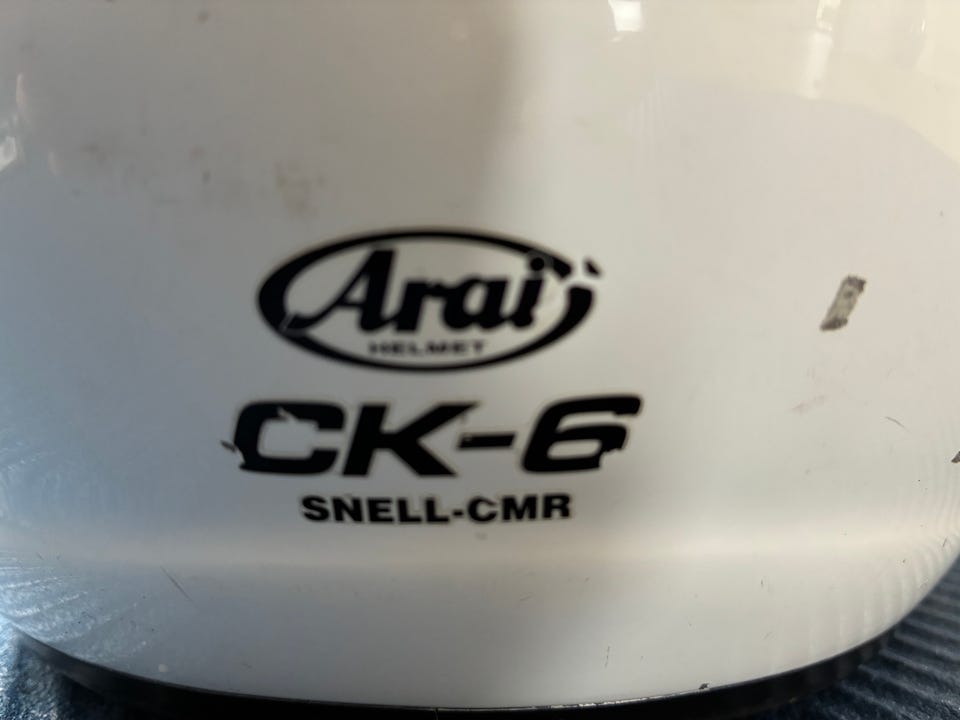 Arai
HELMET
CK-6
SNELL-CMR